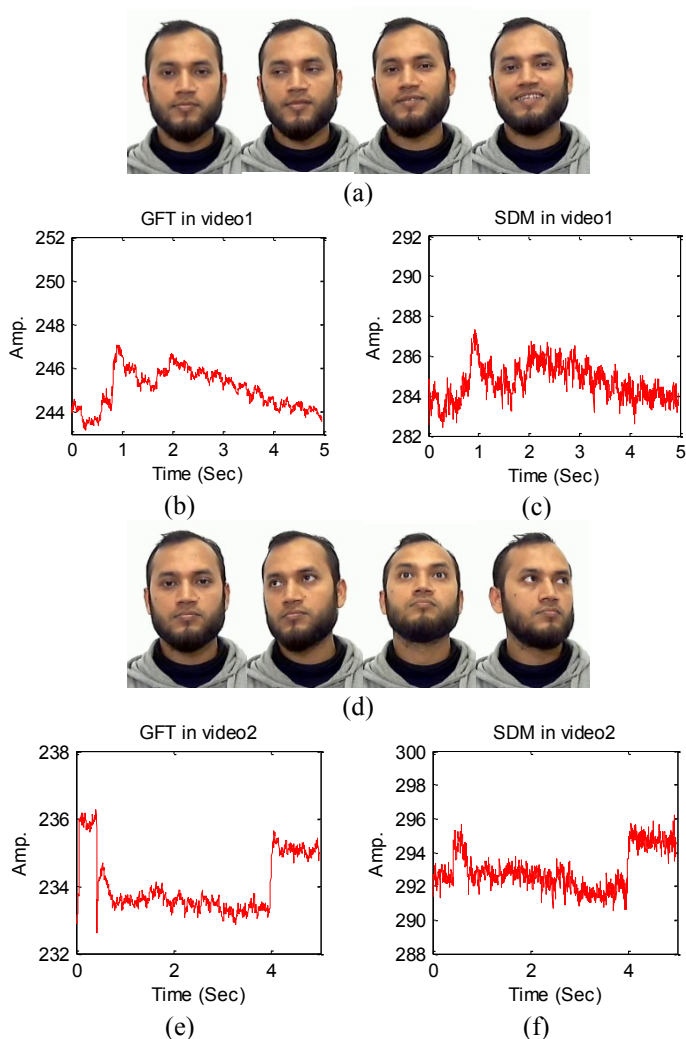 (a)
GFT in video1
252
250
248
246
244
Amp.
0 1 2 3 4 5
Time (Sec)
(b)
SDM in video1
292
290
288
286
284
282
Amp.
0 1 2 3 4 5
Time (Sec)
(c)
(d)
GFT in video2
238
236
234
232
Amp.
0 2 4
Time (Sec)
(e)
SDM in video2
300
298
296
294
292
290
288
Amp.
0 2 4
Time (Sec)
(f)